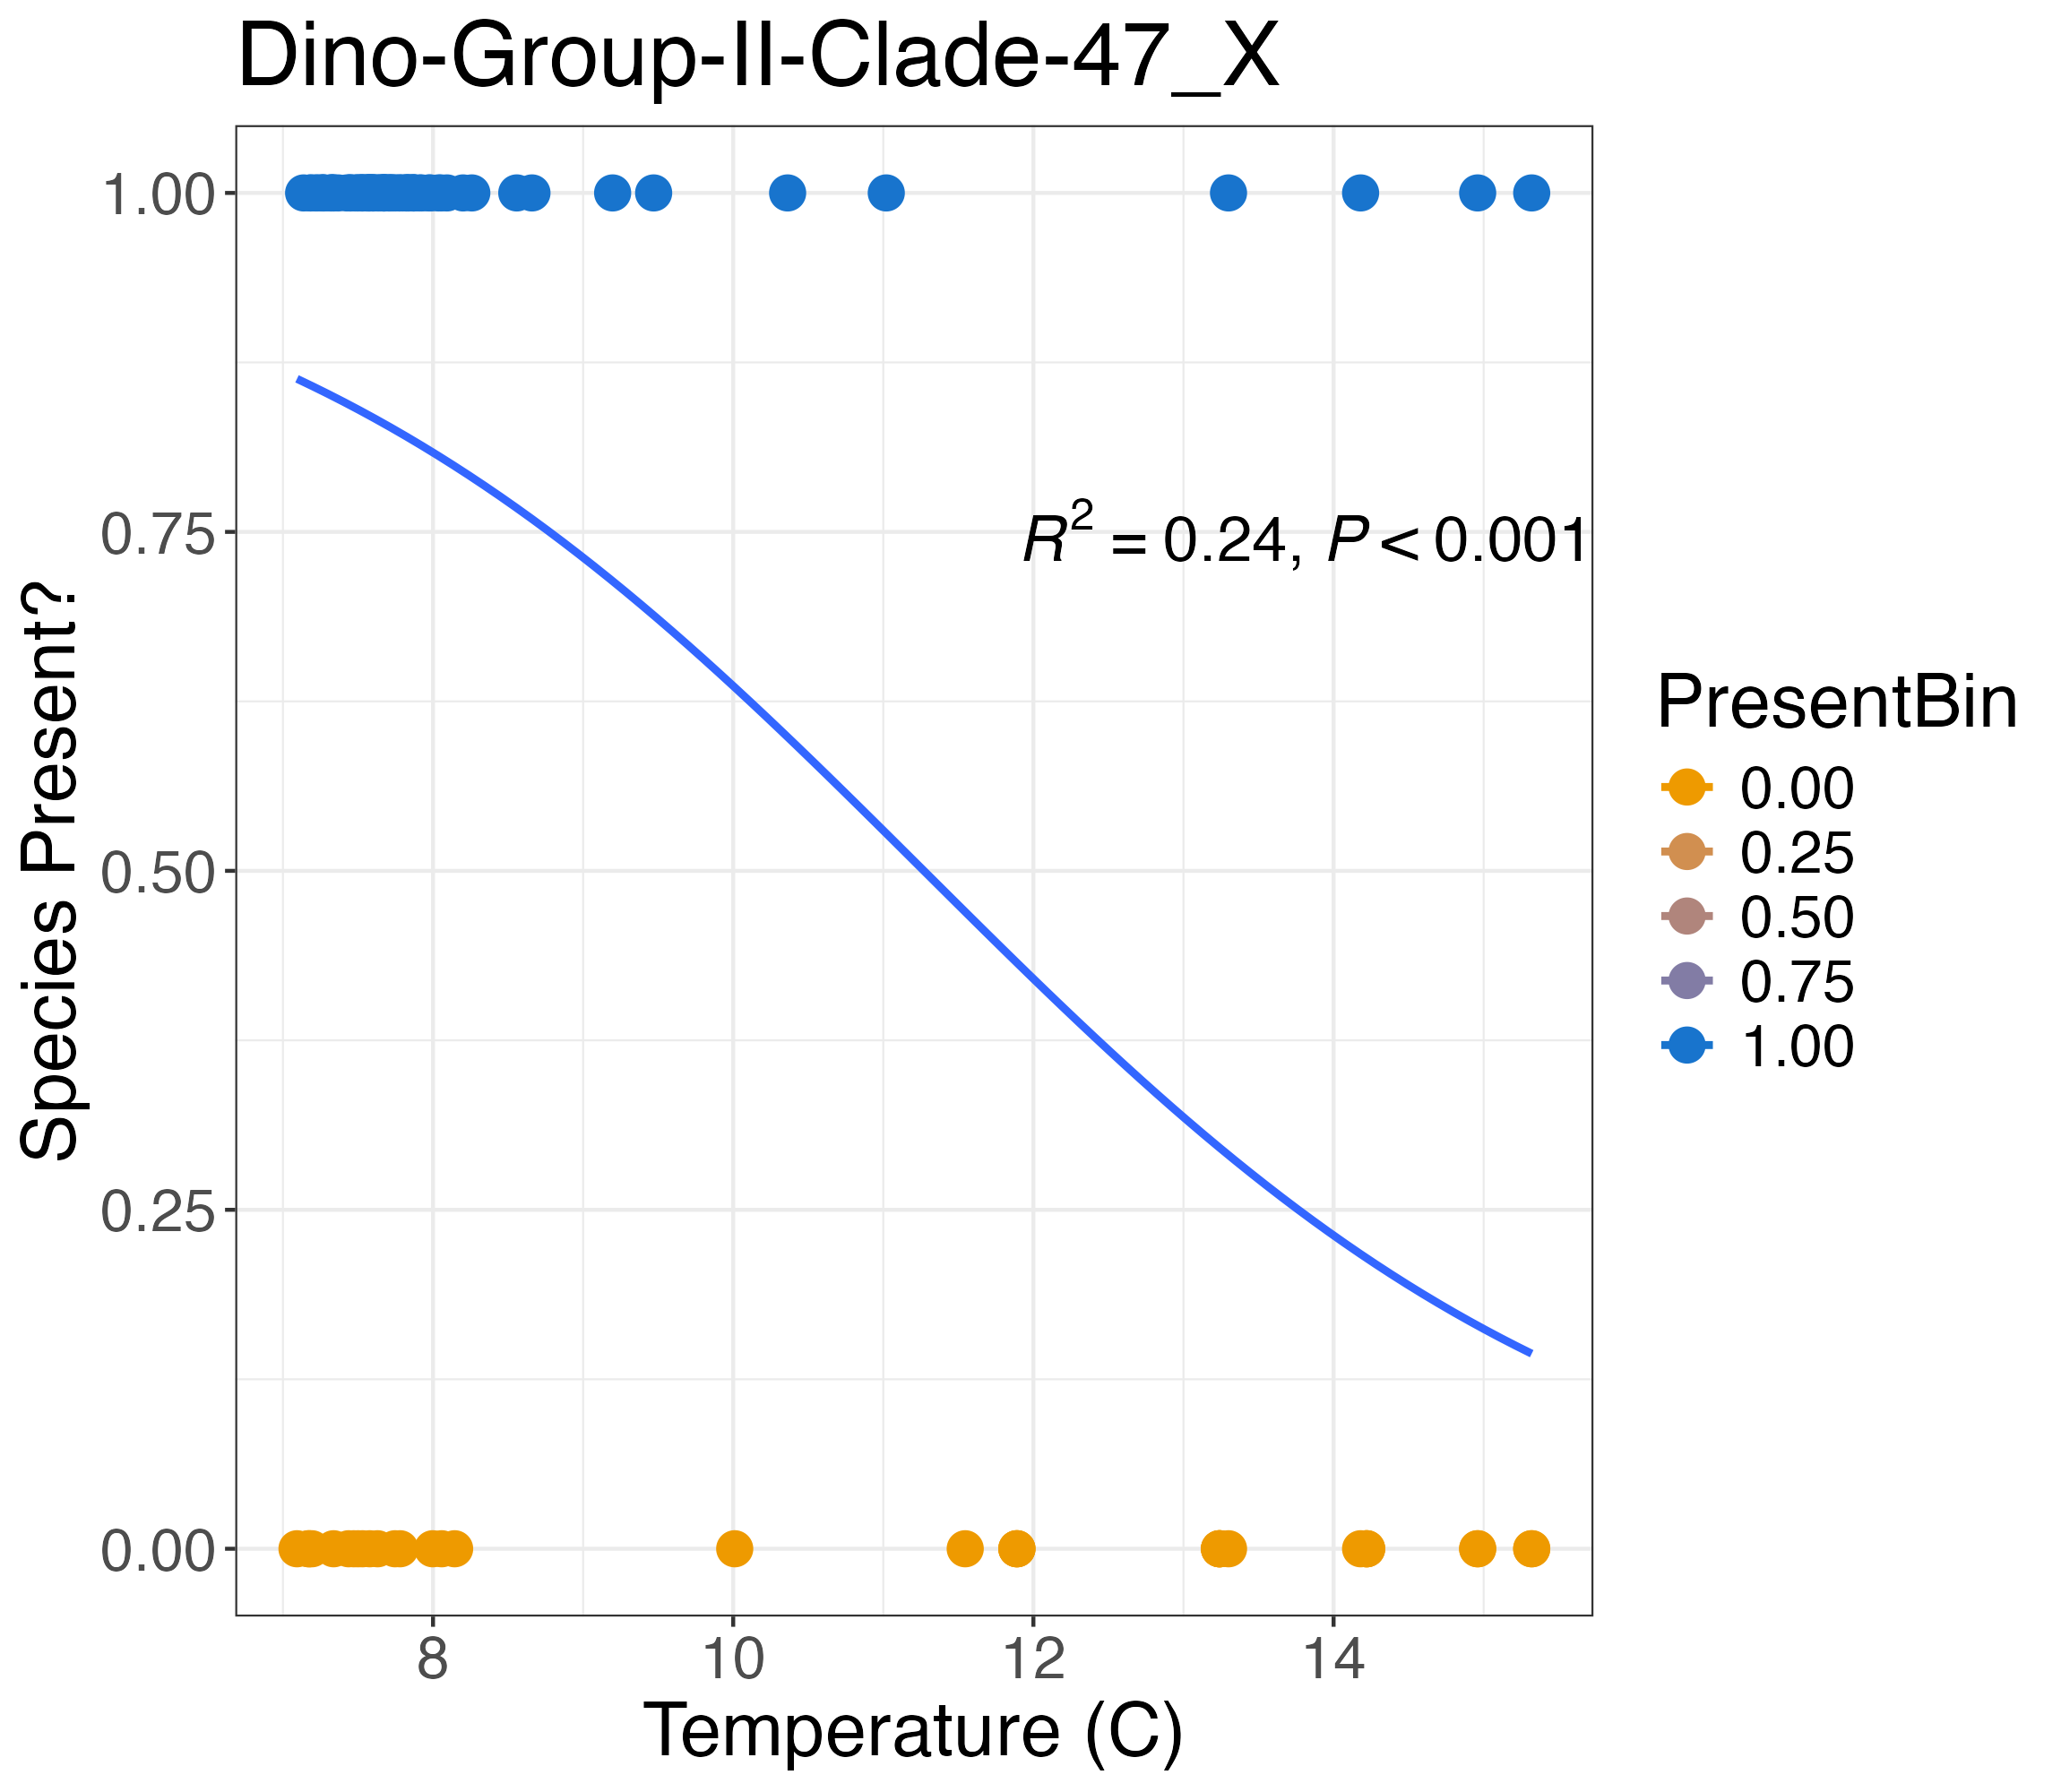 Dino-Group-II-Clade-47_X
1.00
0.75
0.50
0.25
0.00
Species Present?
R² = 0.24, P < 0.001
8 10 12 14
Temperature (C)
PresentBin
0.00
0.25
0.50
0.75
1.00